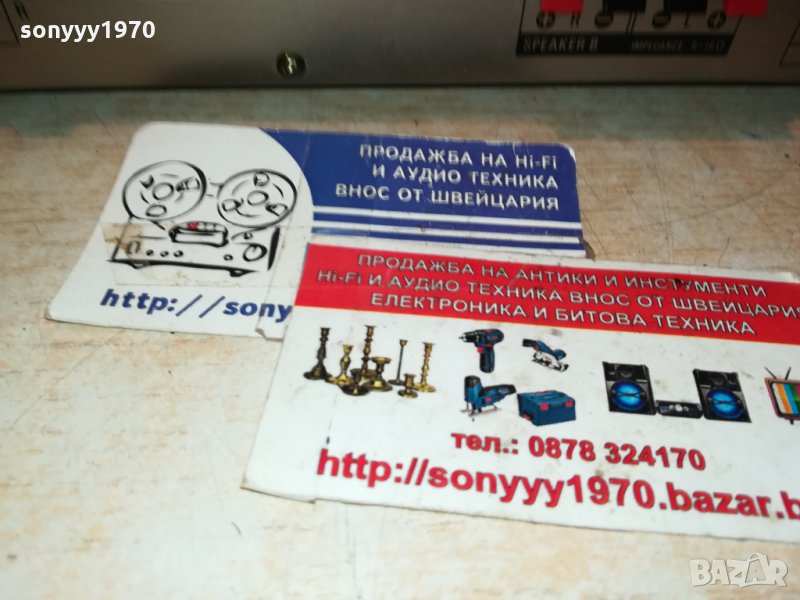 sonyyy1970
R
L
SPEAKER B
IMPEDANCE
ПРОДАЖБА НА Hi-Fi
И АУДИО ТЕХНИКА
ВНОС ОТ ШВЕЙЦАРИЯ
http://sony
ПРОДАЖБА НА АНТИКИ И ИНСТУМЕНТИ
Hi-Fi И АУДИО ТЕХНИКА ВНОС ОТ ШВЕЙЦАРИЯ
ЕЛЕКТРОНИКА И БИТОВА ТЕХНИКА
тел.: 0878 324170
http://sonyyy1970.bazar.b
BAZAR